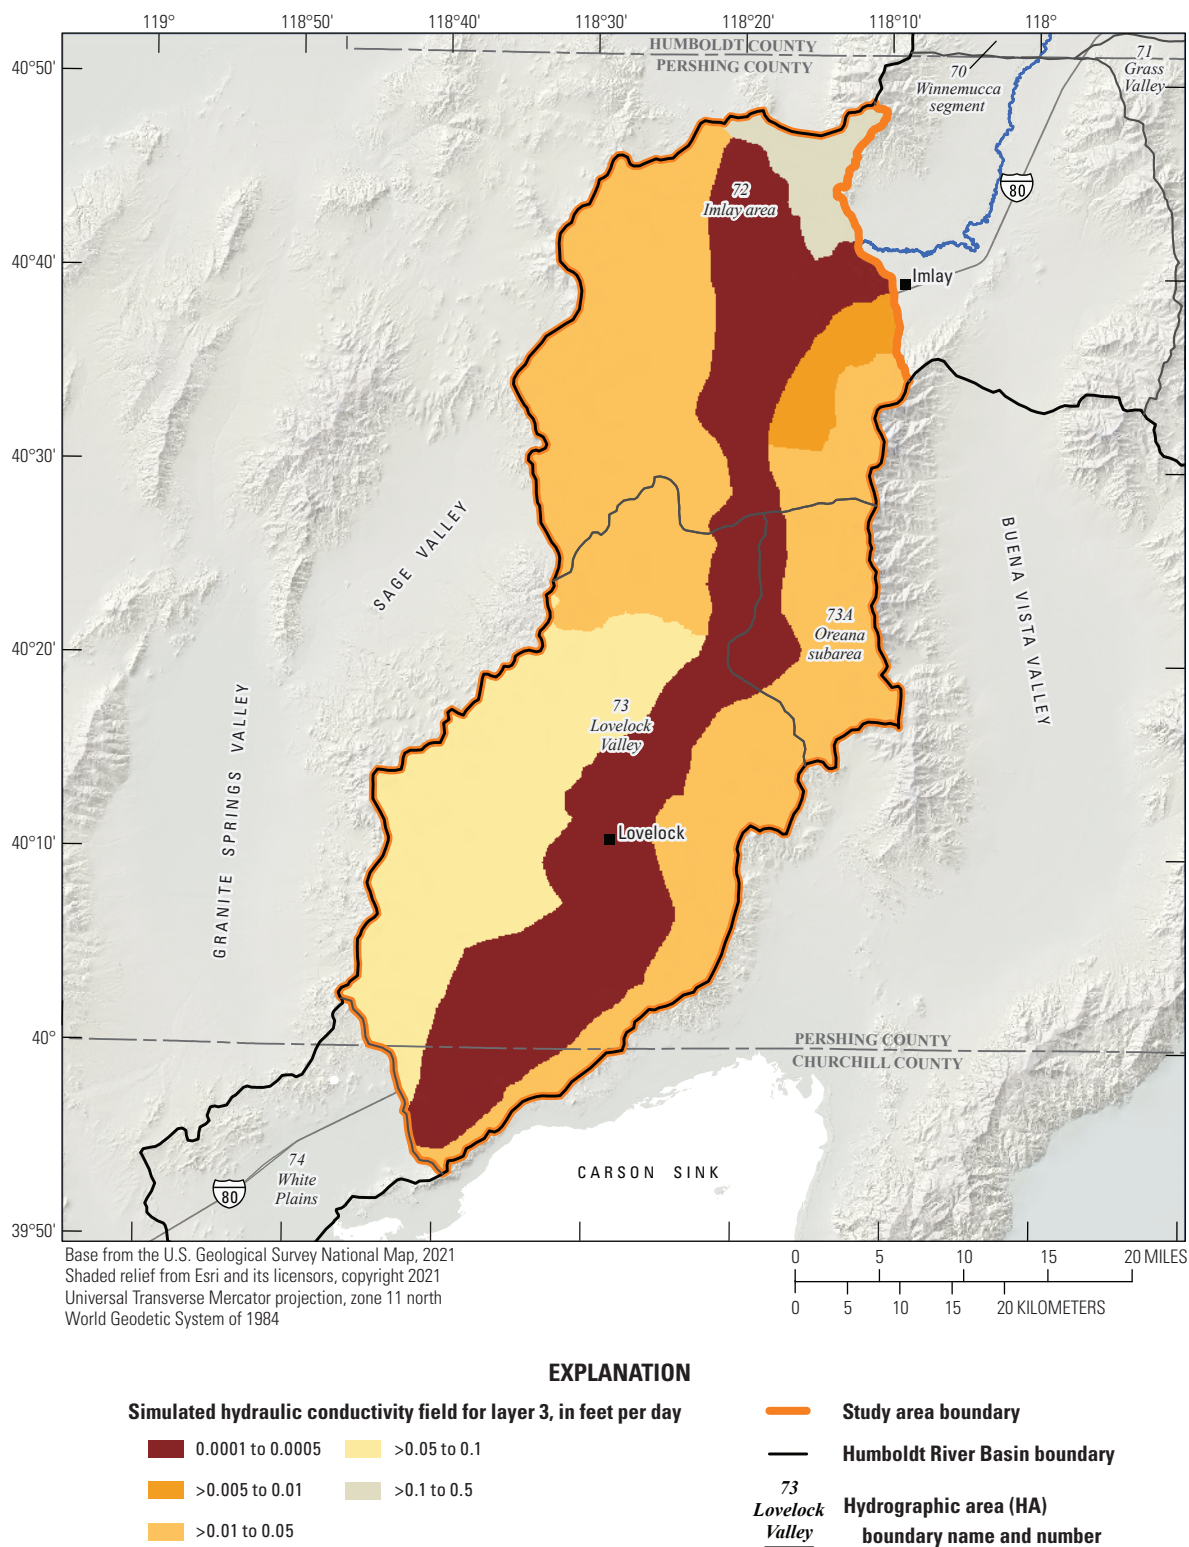 119°
118°50'
118°40'
118°30'
118°20'
118°10'
118°
HUMBOLDT COUNTY
PERSHING COUNTY
71
Grass
Valley
70
Winnemucca
segment
40°50'
80
72
Imlay area
40°40'
Imlay
40°30'
SAGE VALLEY
BUENA VISTA VALLEY
73A
Oreana
subarea
40°20'
73
Lovelock
Valley
GRANITE SPRINGS VALLEY
Lovelock
40°10'
40°
PERSHING COUNTY
CHURCHILL COUNTY
74
White
Plains
80
CARSON SINK
39°50'
Base from the U.S. Geological Survey National Map, 2021
Shaded relief from Esri and its licensors, copyright 2021
Universal Transverse Mercator projection, zone 11 north
World Geodetic System of 1984
0 5 10 15 20 MILES
0 5 10 15 20 KILOMETERS
EXPLANATION
Simulated hydraulic conductivity field for layer 3, in feet per day
0.0001 to 0.0005
>0.005 to 0.01
>0.01 to 0.05
>0.05 to 0.1
>0.1 to 0.5
Study area boundary
Humboldt River Basin boundary
73
Lovelock
Valley
Hydrographic area (HA)
boundary name and number